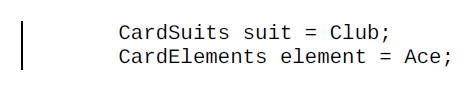 CardSuits suit = Club;
CardElements element = Ace;